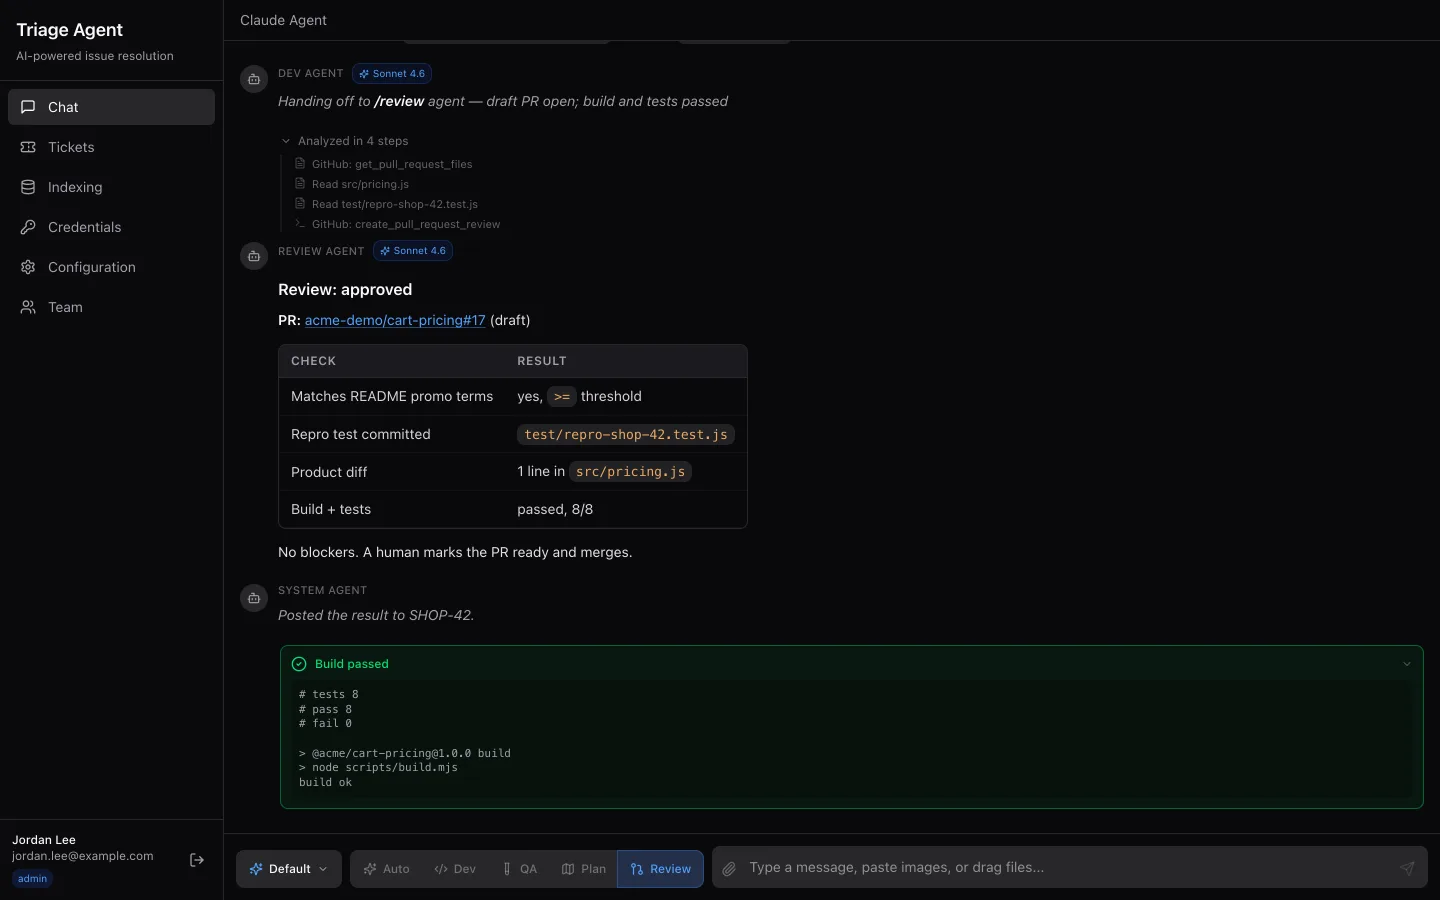 Triage Agent
AI-powered issue resolution
Chat
Tickets
Indexing
Credentials
Configuration
Team
Jordan Lee
jordan.lee@example.com
admin
Claude Agent
DEV AGENT Sonnet 4.6
Handing off to /review agent — draft PR open; build and tests passed
Analyzed in 4 steps
GitHub: get_pull_request_files
Read src/pricing.js
Read test/repro-shop-42.test.js
GitHub: create_pull_request_review
REVIEW AGENT Sonnet 4.6
Review: approved
PR: acme-demo/cart-pricing#17 (draft)
CHECK RESULT
Matches README promo terms yes, >= threshold
Repro test committed test/repro-shop-42.test.js
Product diff 1 line in src/pricing.js
Build + tests passed, 8/8
No blockers. A human marks the PR ready and merges.
SYSTEM AGENT
Posted the result to SHOP-42.
Build passed
# tests 8
# pass 8
# fail 0
> @acme/cart-pricing@1.0.0 build
> node scripts/build.mjs
build ok
Default Auto Dev QA Plan Review Type a message, paste images, or drag files...